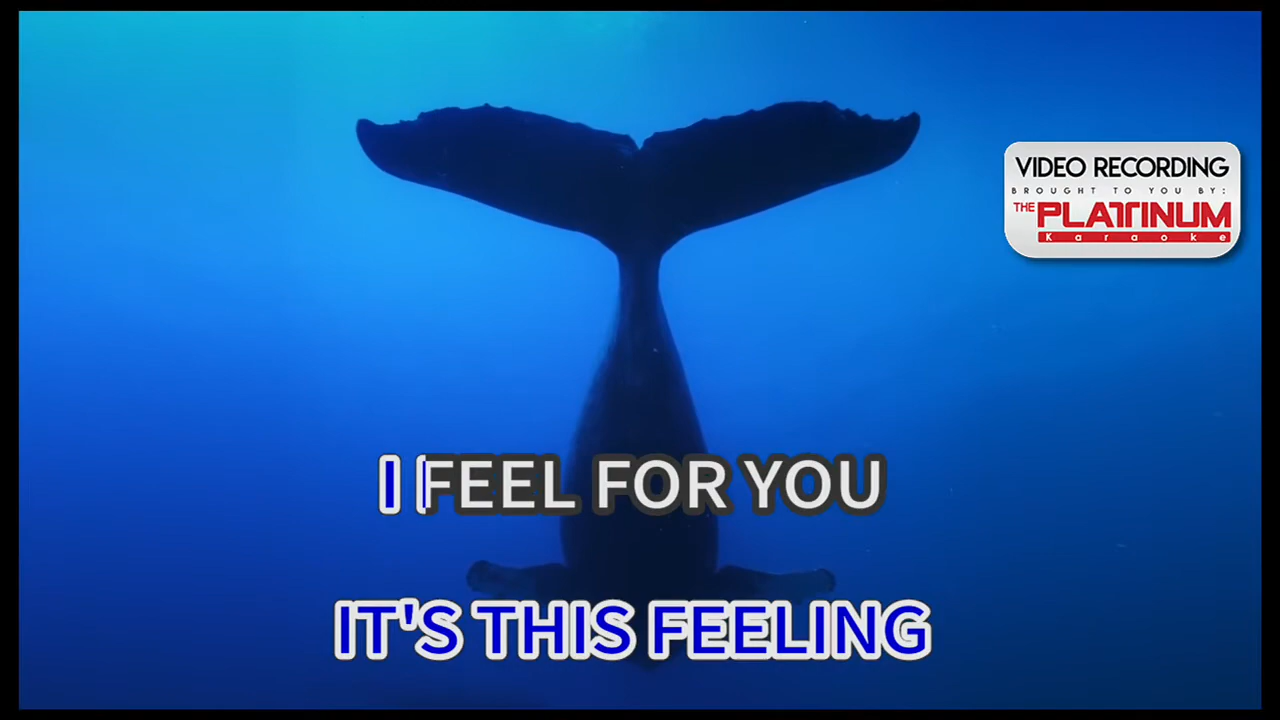 VIDEO RECORDING
BROUGHT TO YOU BY:
THE PLATINUM
Karaoke
I FEEL FOR YOU
IT'S THIS FEELING